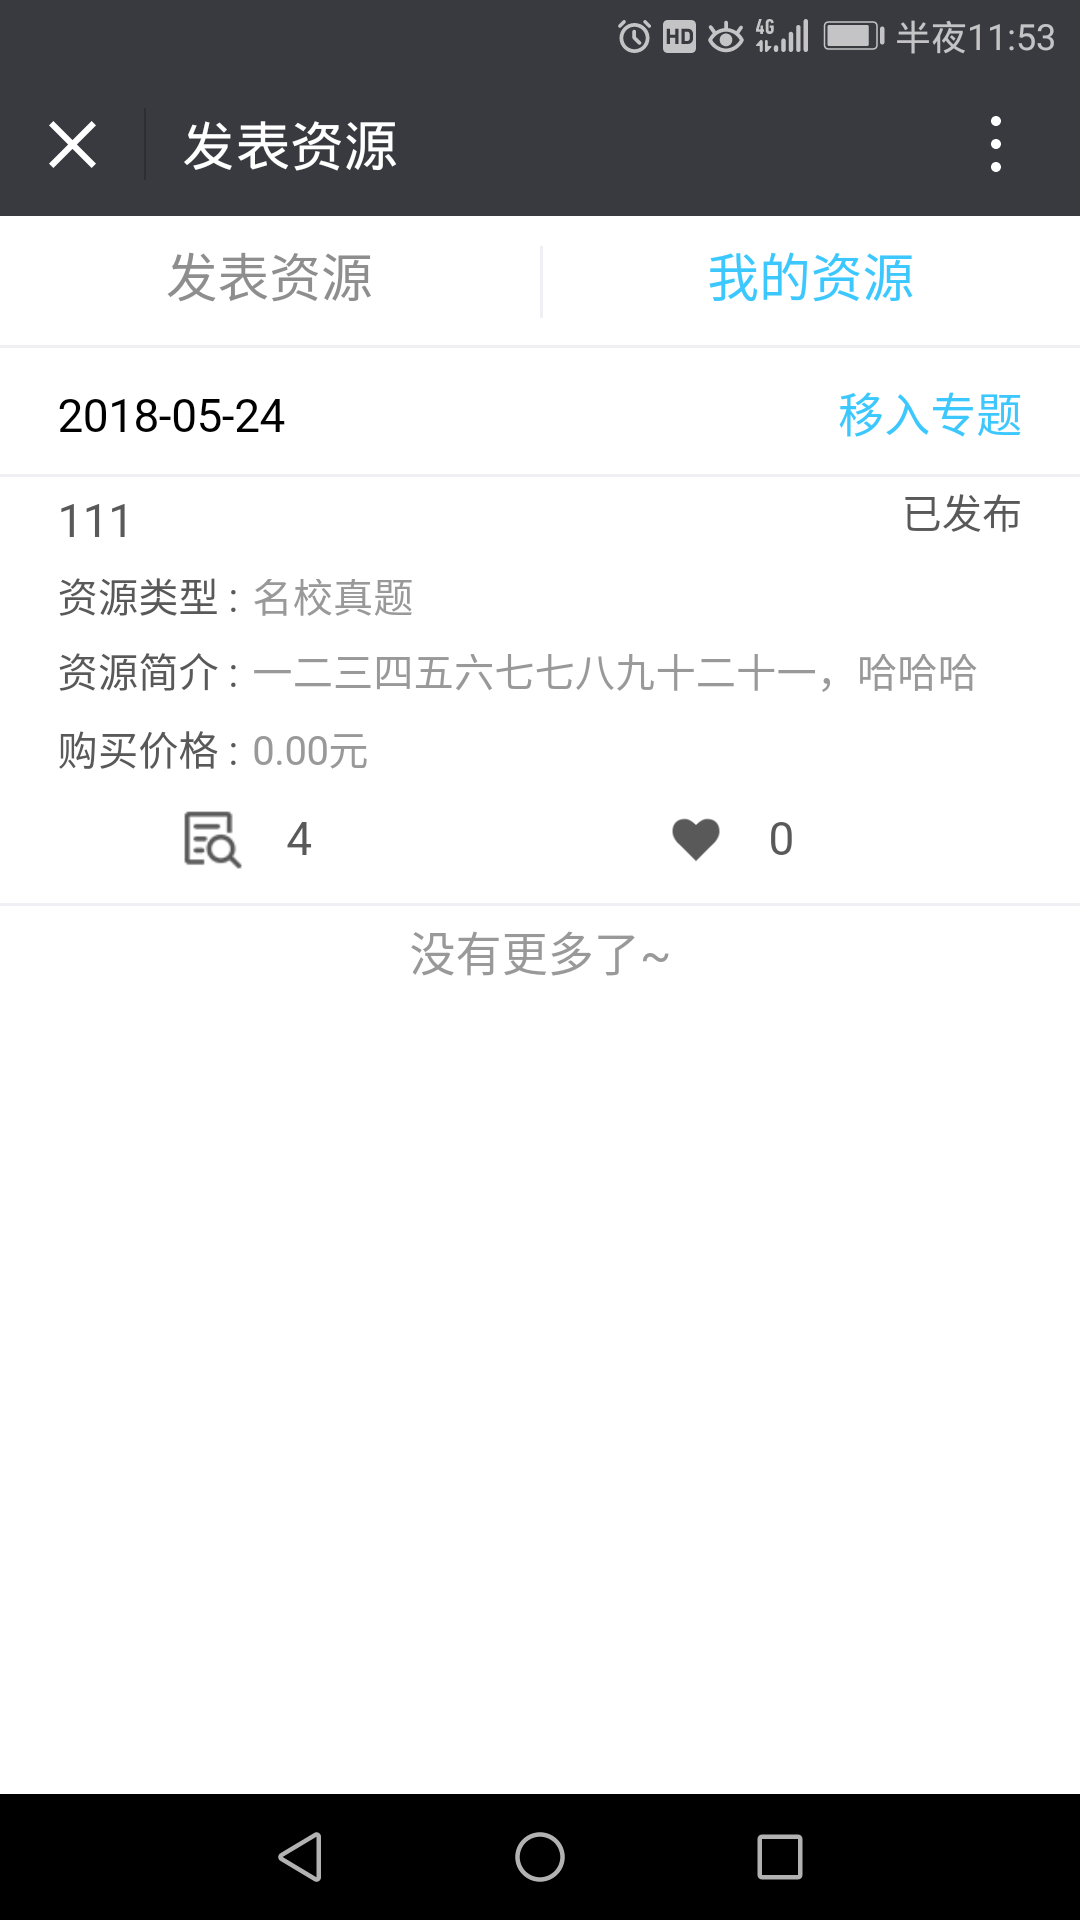 HD 4G 半夜11:53
发表资源
发表资源 我的资源
2018-05-24 移入专题
111 已发布
资源类型：名校真题
资源简介：一二三四五六七七八九十二十一，哈哈哈
购买价格：0.00元
4 0
没有更多了~